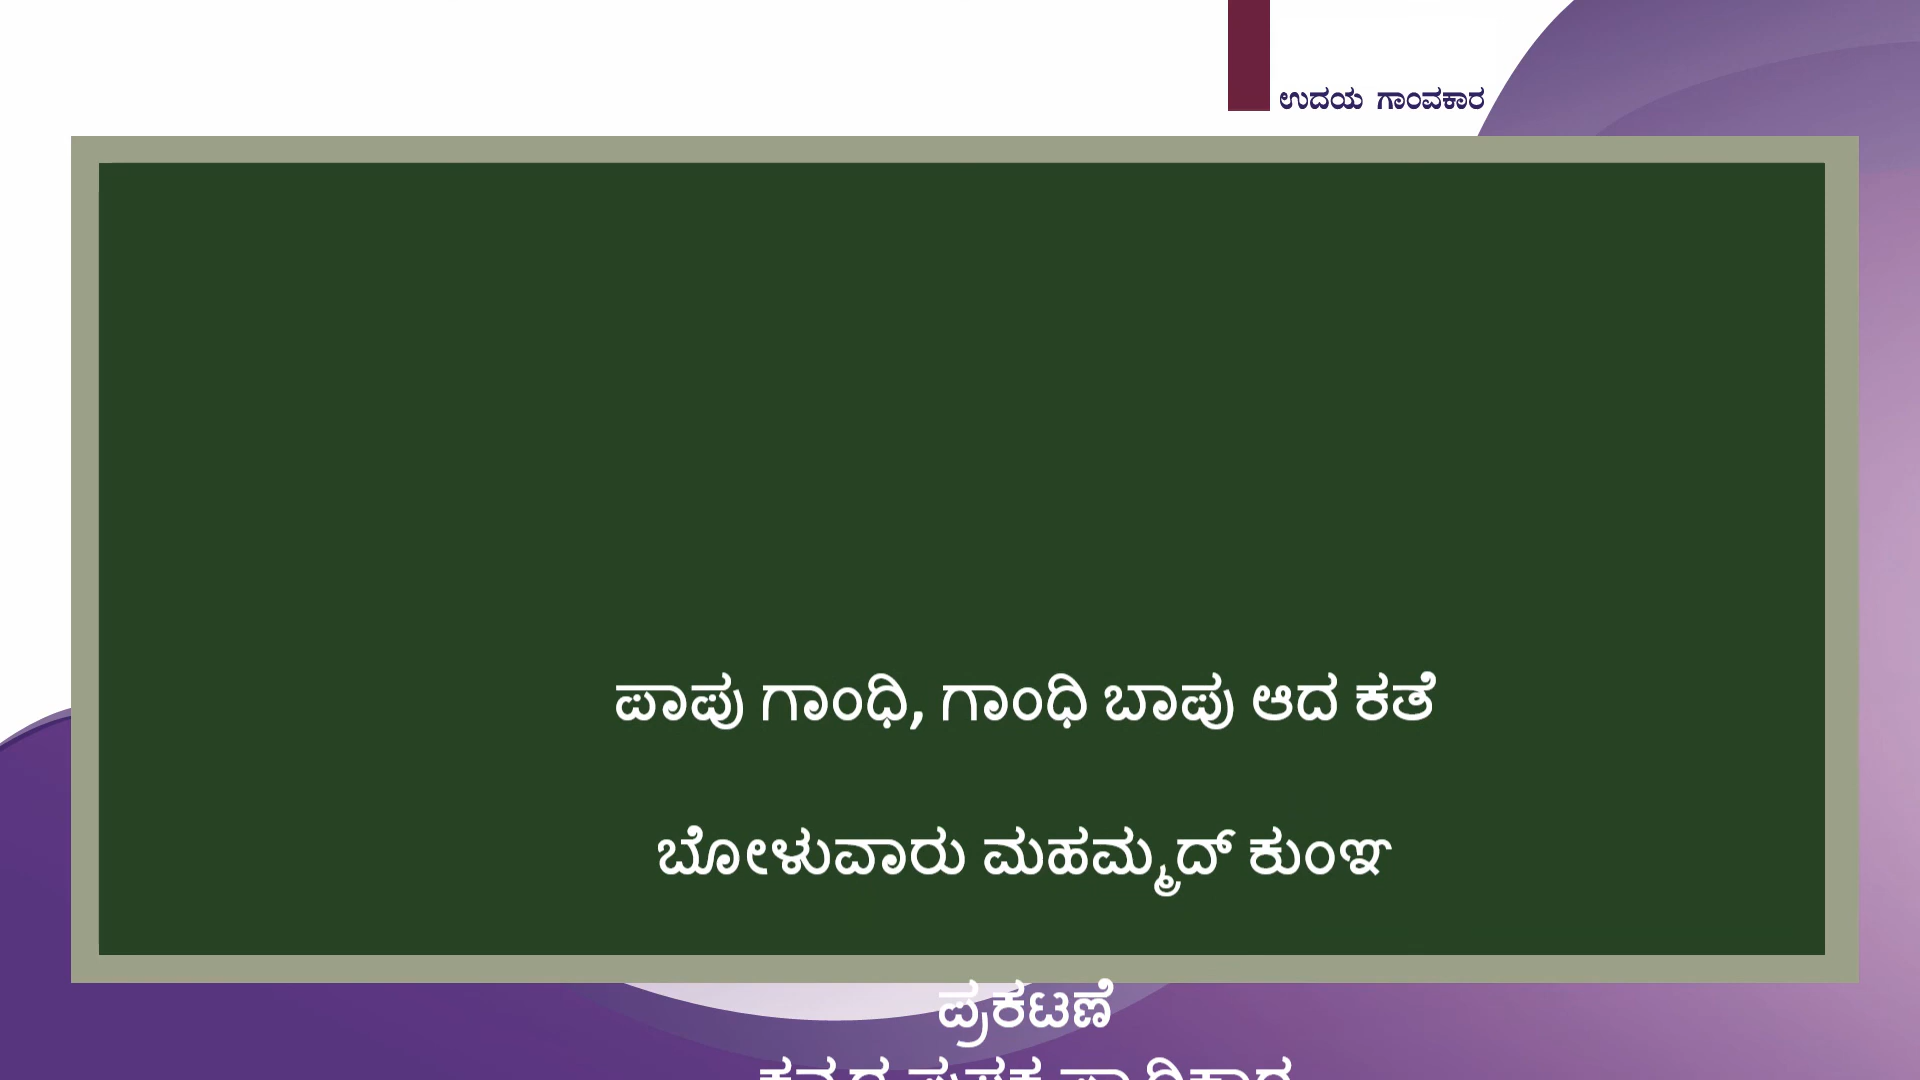 ಉದಯ ಗಾಂವಕಾರ
ಪಾಪು ಗಾಂಧಿ, ಗಾಂಧಿ ಬಾಪು ಆದ ಕತೆ
ಬೋಳುವಾರು ಮಹಮ್ಮದ್ ಕುಂಞ
ಪ್ರಕಟಣೆ